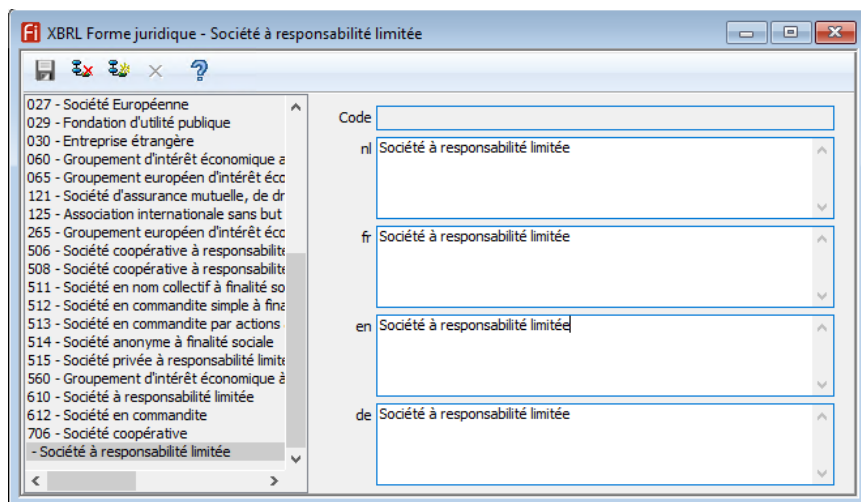 Fi XBRL Forme juridique - Société à responsabilité limitée
027 - Société Européenne
029 - Fondation d'utilité publique
030 - Entreprise étrangère
060 - Groupement d'intérêt économique a
065 - Groupement européen d'intérêt éco
121 - Société d'assurance mutuelle, de dr
125 - Association internationale sans but
265 - Groupement européen d'intérêt éco
506 - Société coopérative à responsabilité
508 - Société coopérative à responsabilité
511 - Société en nom collectif à finalité so
512 - Société en commandite simple à fina
513 - Société en commandite par actions
514 - Société anonyme à finalité sociale
515 - Société privée à responsabilité limite
560 - Groupement d'intérêt économique à
610 - Société à responsabilité limitée
612 - Société en commandite
706 - Société coopérative
- Société à responsabilité limitée
Code
nl Société à responsabilité limitée
fr Société à responsabilité limitée
en Société à responsabilité limitée
de Société à responsabilité limitée